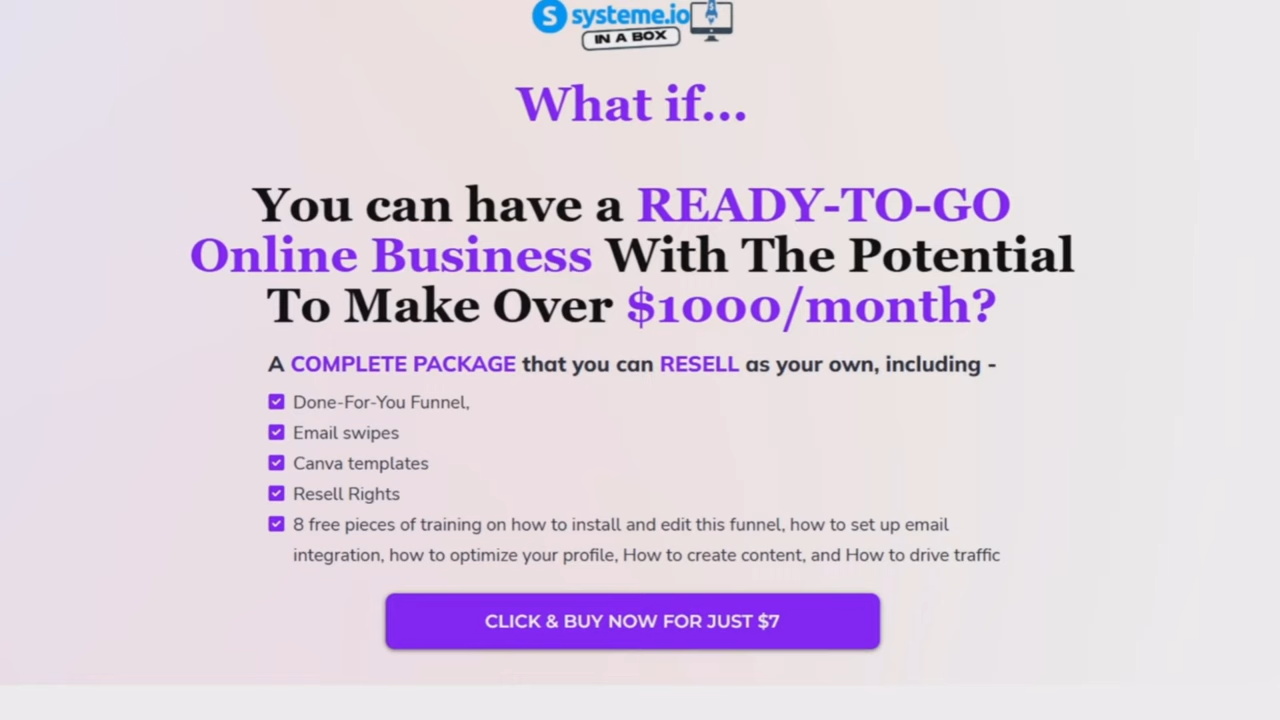 S systeme.io
IN A BOX
What if...
You can have a READY-TO-GO
Online Business With The Potential
To Make Over $1000/month?
A COMPLETE PACKAGE that you can RESELL as your own, including -
Done-For-You Funnel,
Email swipes
Canva templates
Resell Rights
8 free pieces of training on how to install and edit this funnel, how to set up email
integration, how to optimize your profile, How to create content, and How to drive traffic
CLICK & BUY NOW FOR JUST $7